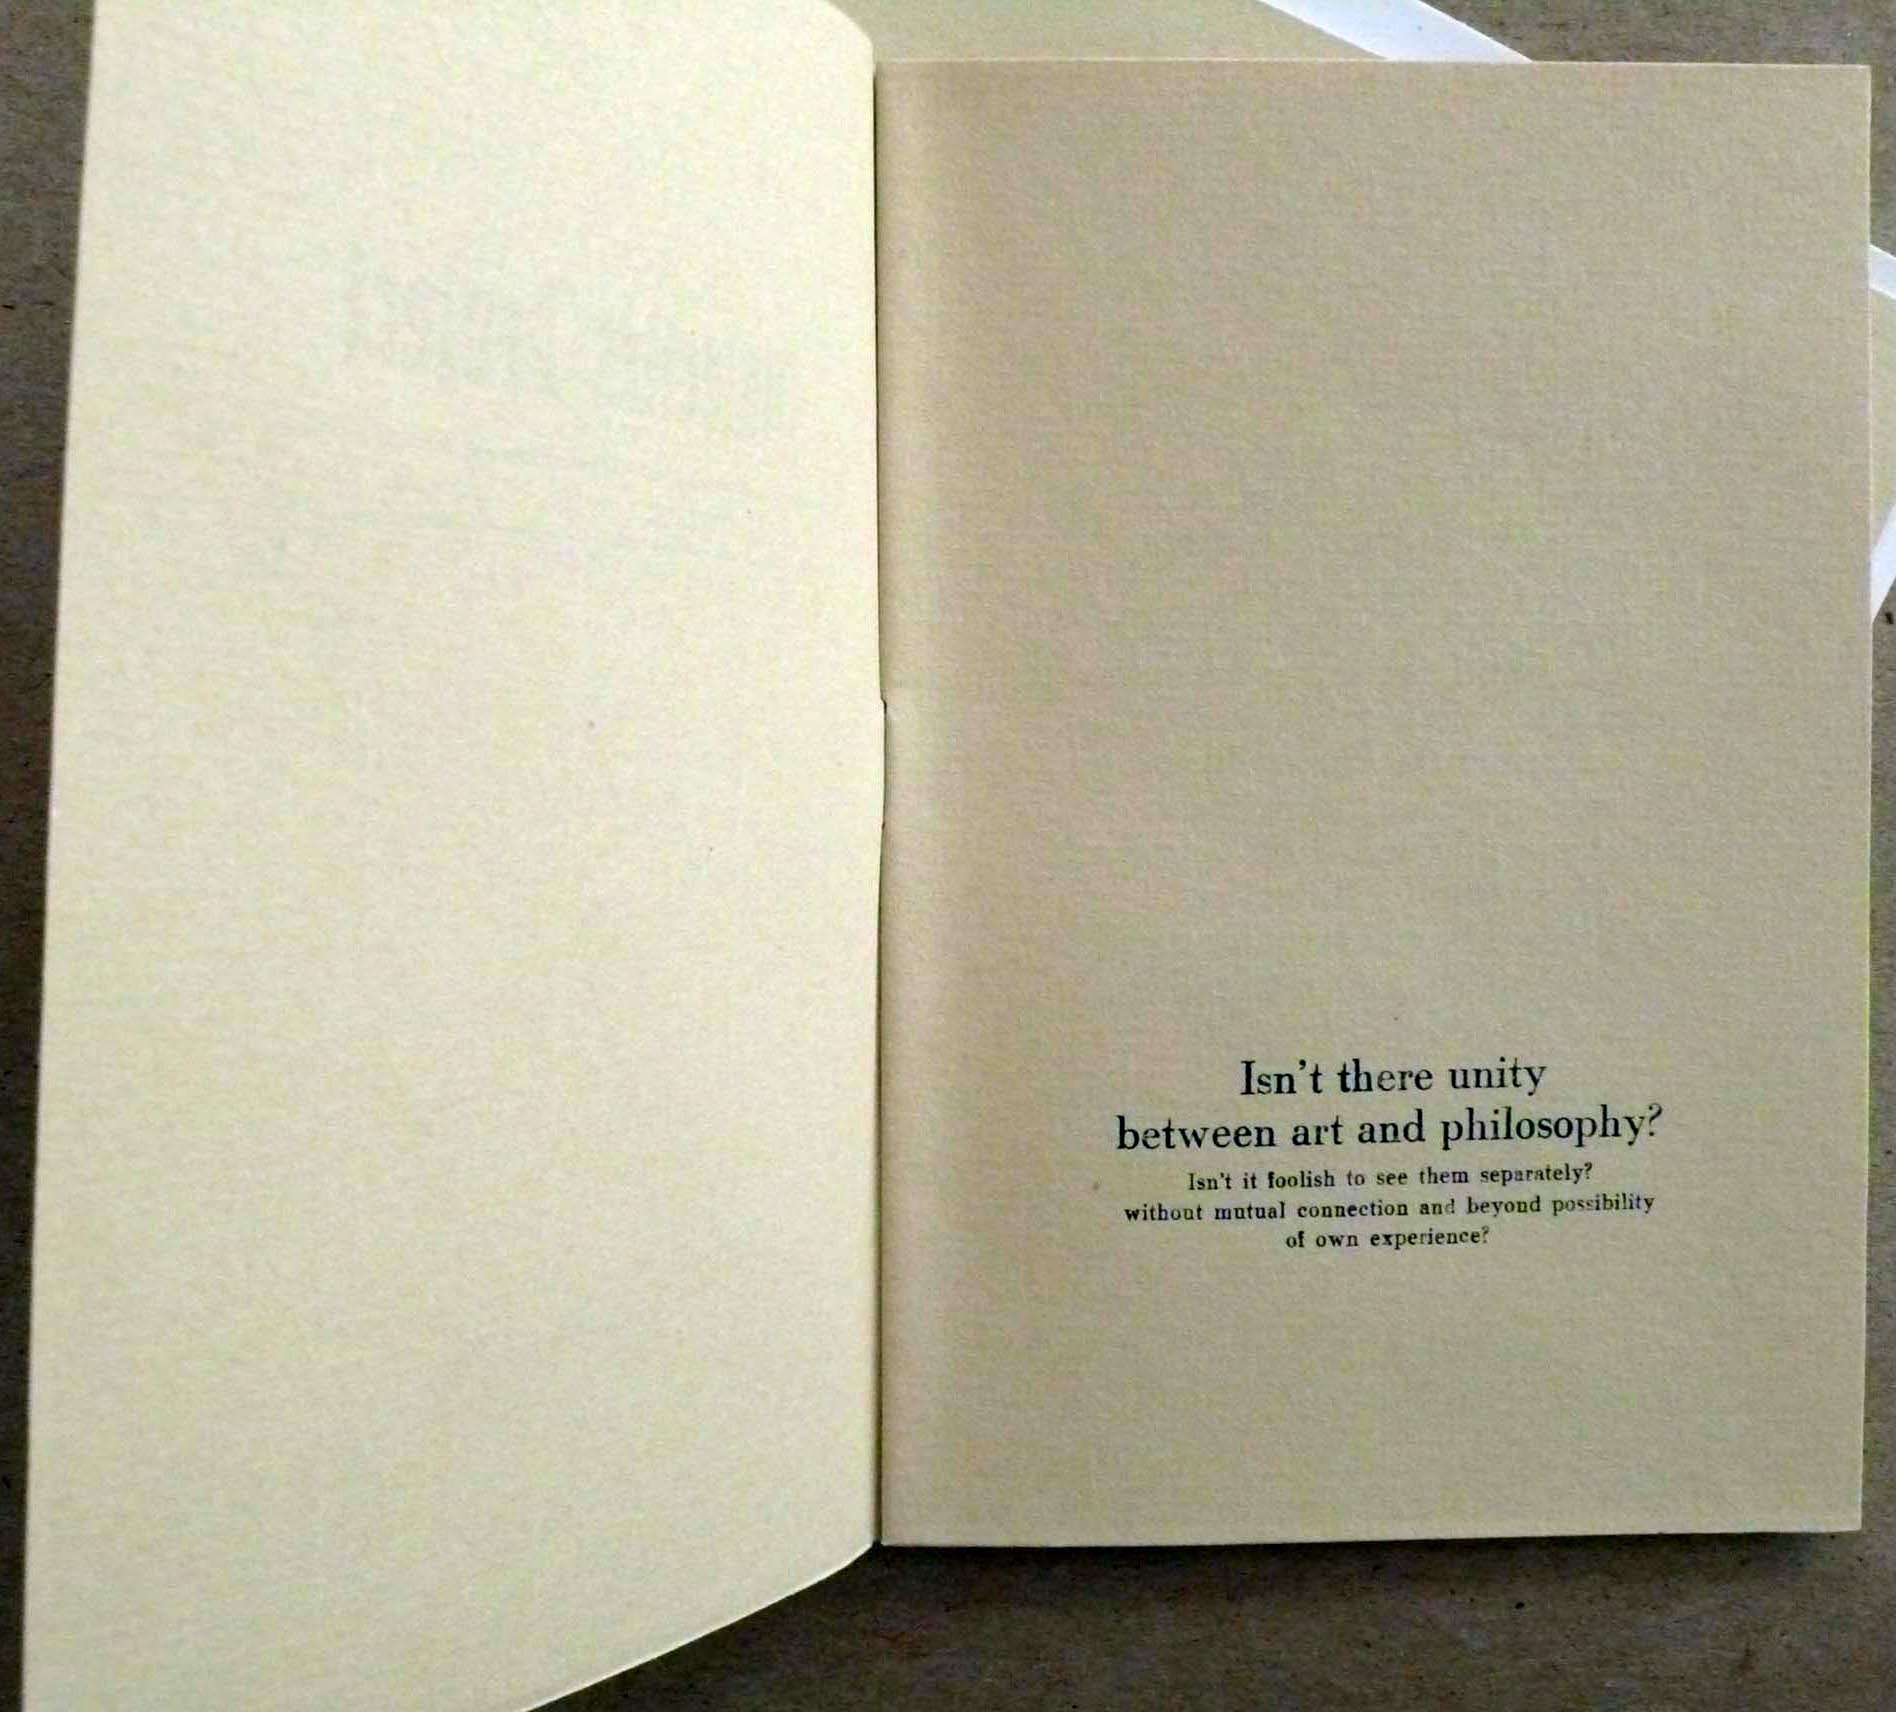 Isn't there unity
between art and philosophy?
Isn't it foolish to see them separately?
without mutual connection and beyond possibility
of own experience?